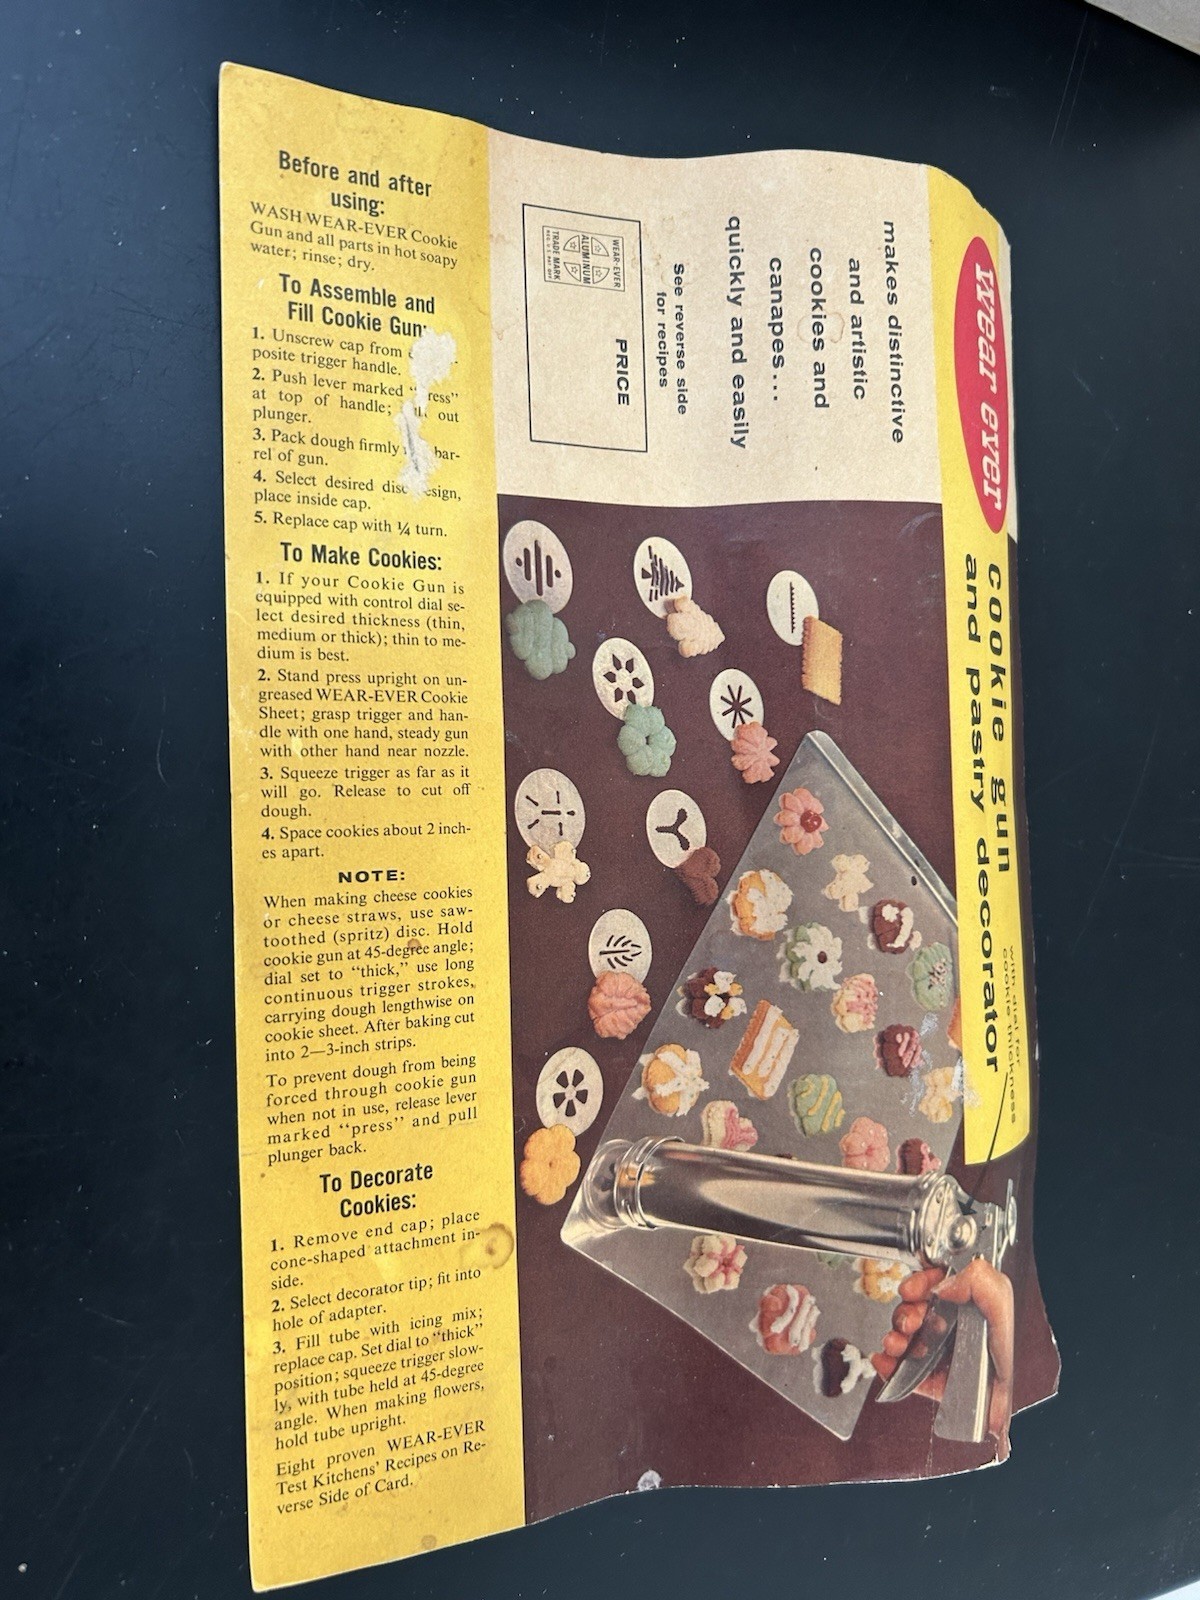 wear ever
cookie gun
and pastry decorator
with dial for
cookie thickness
makes distinctive
and artistic
cookies and
canapes...
quickly and easily
See reverse side
for recipes
PRICE
WEAR-EVER
ALUMINUM
TRADE MARK
Before and after
using:
WASH WEAR-EVER Cookie
Gun and all parts in hot soapy
water; rinse; dry.
To Assemble and
Fill Cookie Gun:
1. Unscrew cap from
posite trigger handle.
2. Push lever marked "ress"
at top of handle; out
plunger.
3. Pack dough firmly bar-
rel of gun.
4. Select desired disc esign,
place inside cap.
5. Replace cap with ¼ turn.
To Make Cookies:
1. If your Cookie Gun is
equipped with control dial se-
lect desired thickness (thin,
medium or thick); thin to me-
dium is best.
2. Stand press upright on un-
greased WEAR-EVER Cookie
Sheet; grasp trigger and han-
dle with one hand, steady gun
with other hand near nozzle.
3. Squeeze trigger as far as it
will go. Release to cut off
dough.
4. Space cookies about 2 inch-
es apart.
NOTE:
When making cheese cookies
or cheese straws, use saw-
toothed (spritz) disc. Hold
cookie gun at 45-degree angle;
dial set to "thick," use long
continuous trigger strokes,
carrying dough lengthwise on
cookie sheet. After baking cut
into 2—3-inch strips.
To prevent dough from being
forced through cookie gun
when not in use, release lever
marked "press" and pull
plunger back.
To Decorate
Cookies:
1. Remove end cap; place
cone-shaped attachment in-
side.
2. Select decorator tip; fit into
hole of adapter.
3. Fill tube with icing mix;
replace cap. Set dial to "thick"
position; squeeze trigger slow-
ly, with tube held at 45-degree
angle. When making flowers,
hold tube upright.
Eight proven WEAR-EVER
Test Kitchens' Recipes on Re-
verse Side of Card.